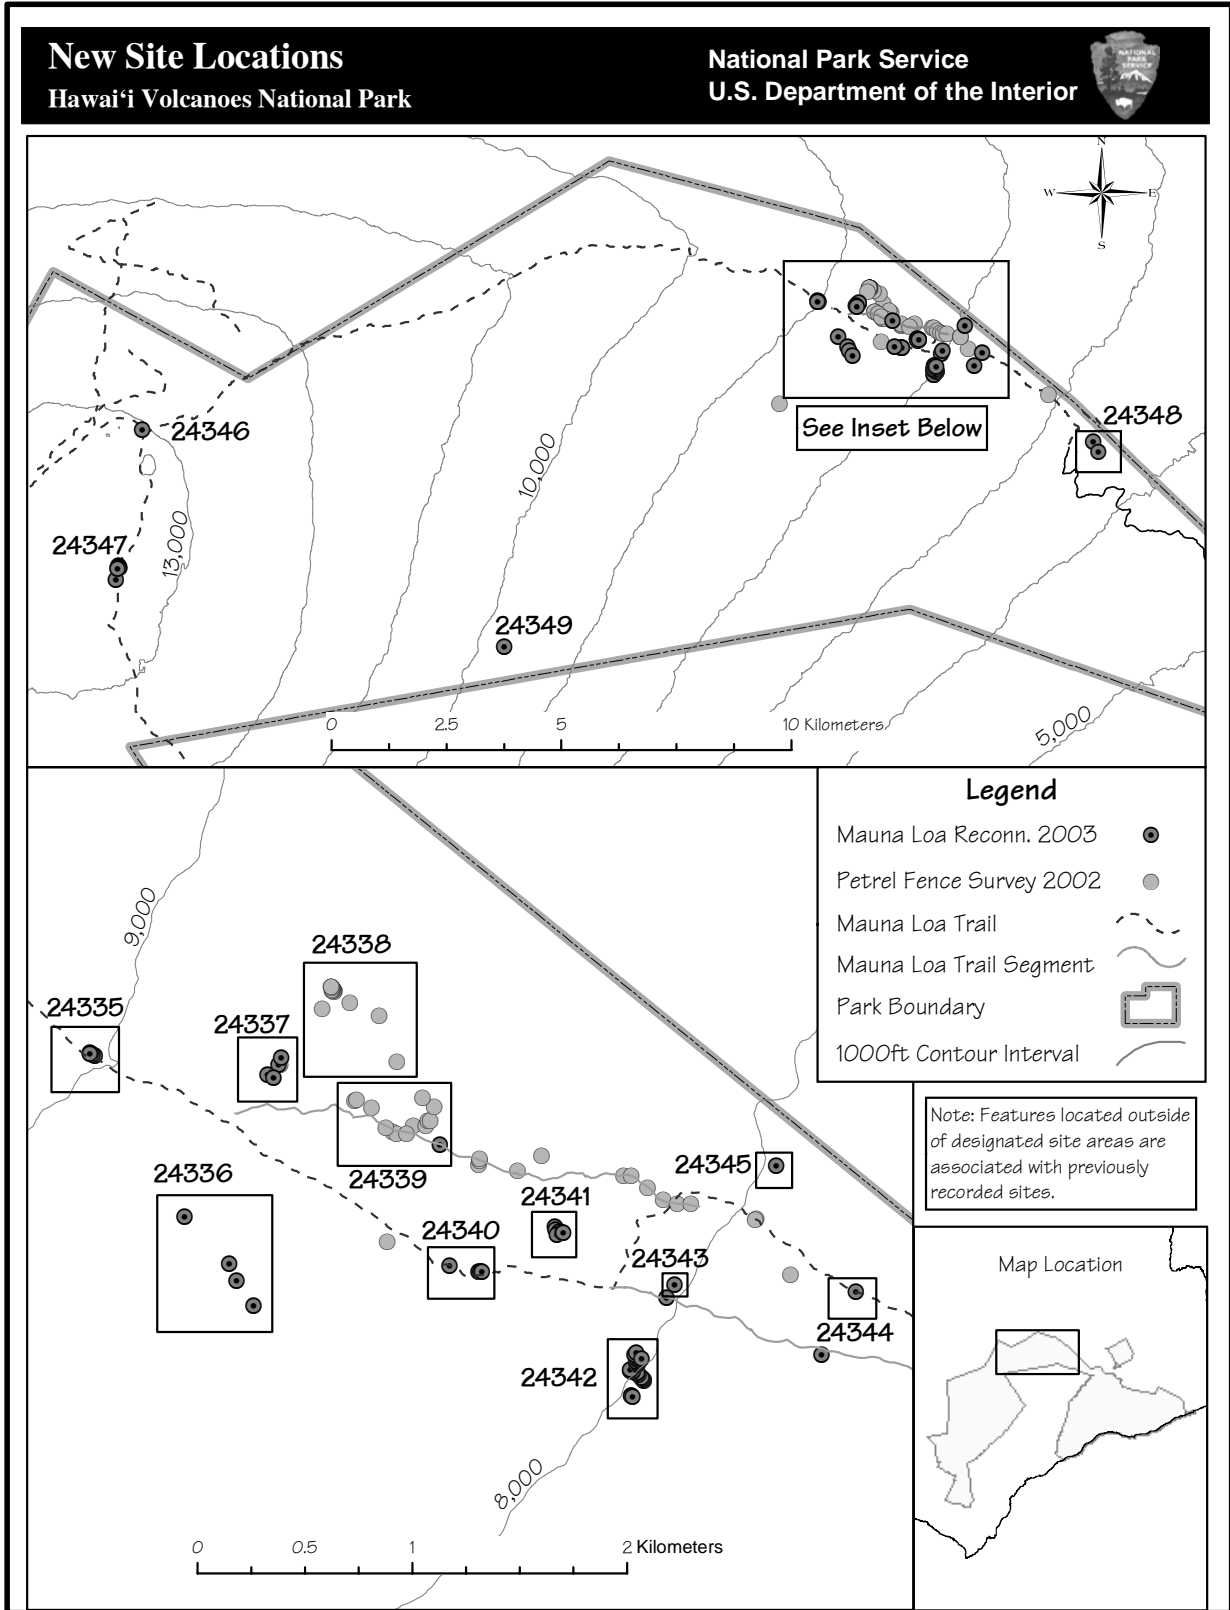 New Site Locations
Hawai‘i Volcanoes National Park
National Park Service
U.S. Department of the Interior
NATIONAL
PARK
SERVICE
N
W
E
S
24346
See Inset Below
24348
10,000
13,000
24347
24349
0
2.5
5
10 Kilometers
5,000
Legend
Mauna Loa Reconn. 2003
Petrel Fence Survey 2002
Mauna Loa Trail
Mauna Loa Trail Segment
Park Boundary
1000ft Contour Interval
9,000
24338
24335
24337
24336
24339
24345
24341
24340
24343
24344
24342
8,000
0
0.5
1
2 Kilometers
Note: Features located outside
of designated site areas are
associated with previously
recorded sites.
Map Location